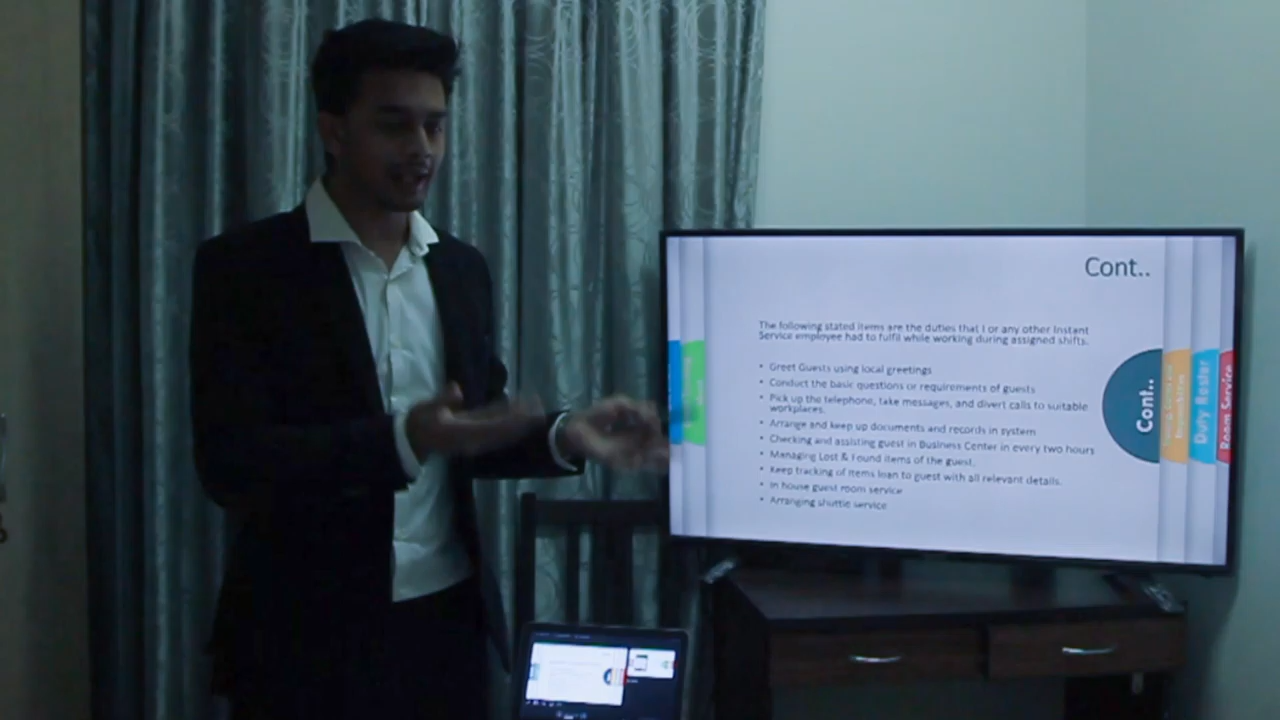 Cont..
The following stated items are the duties that I or any other Instant
Service employee had to fulfil while working during assigned shifts.
• Greet Guests using local greetings
• Conduct the basic questions or requirements of guests
• Pick up the telephone, take messages, and divert calls to suitable
workplaces.
• Arrange and keep up documents and records in system
• Checking and assisting guest in Business Center in every two hours
• Managing Lost & Found items of the guest.
• Keep tracking of items loan to guest with all relevant details.
• In house guest room service
• Arranging shuttle service
Cont..
Duty Roster
Room Service